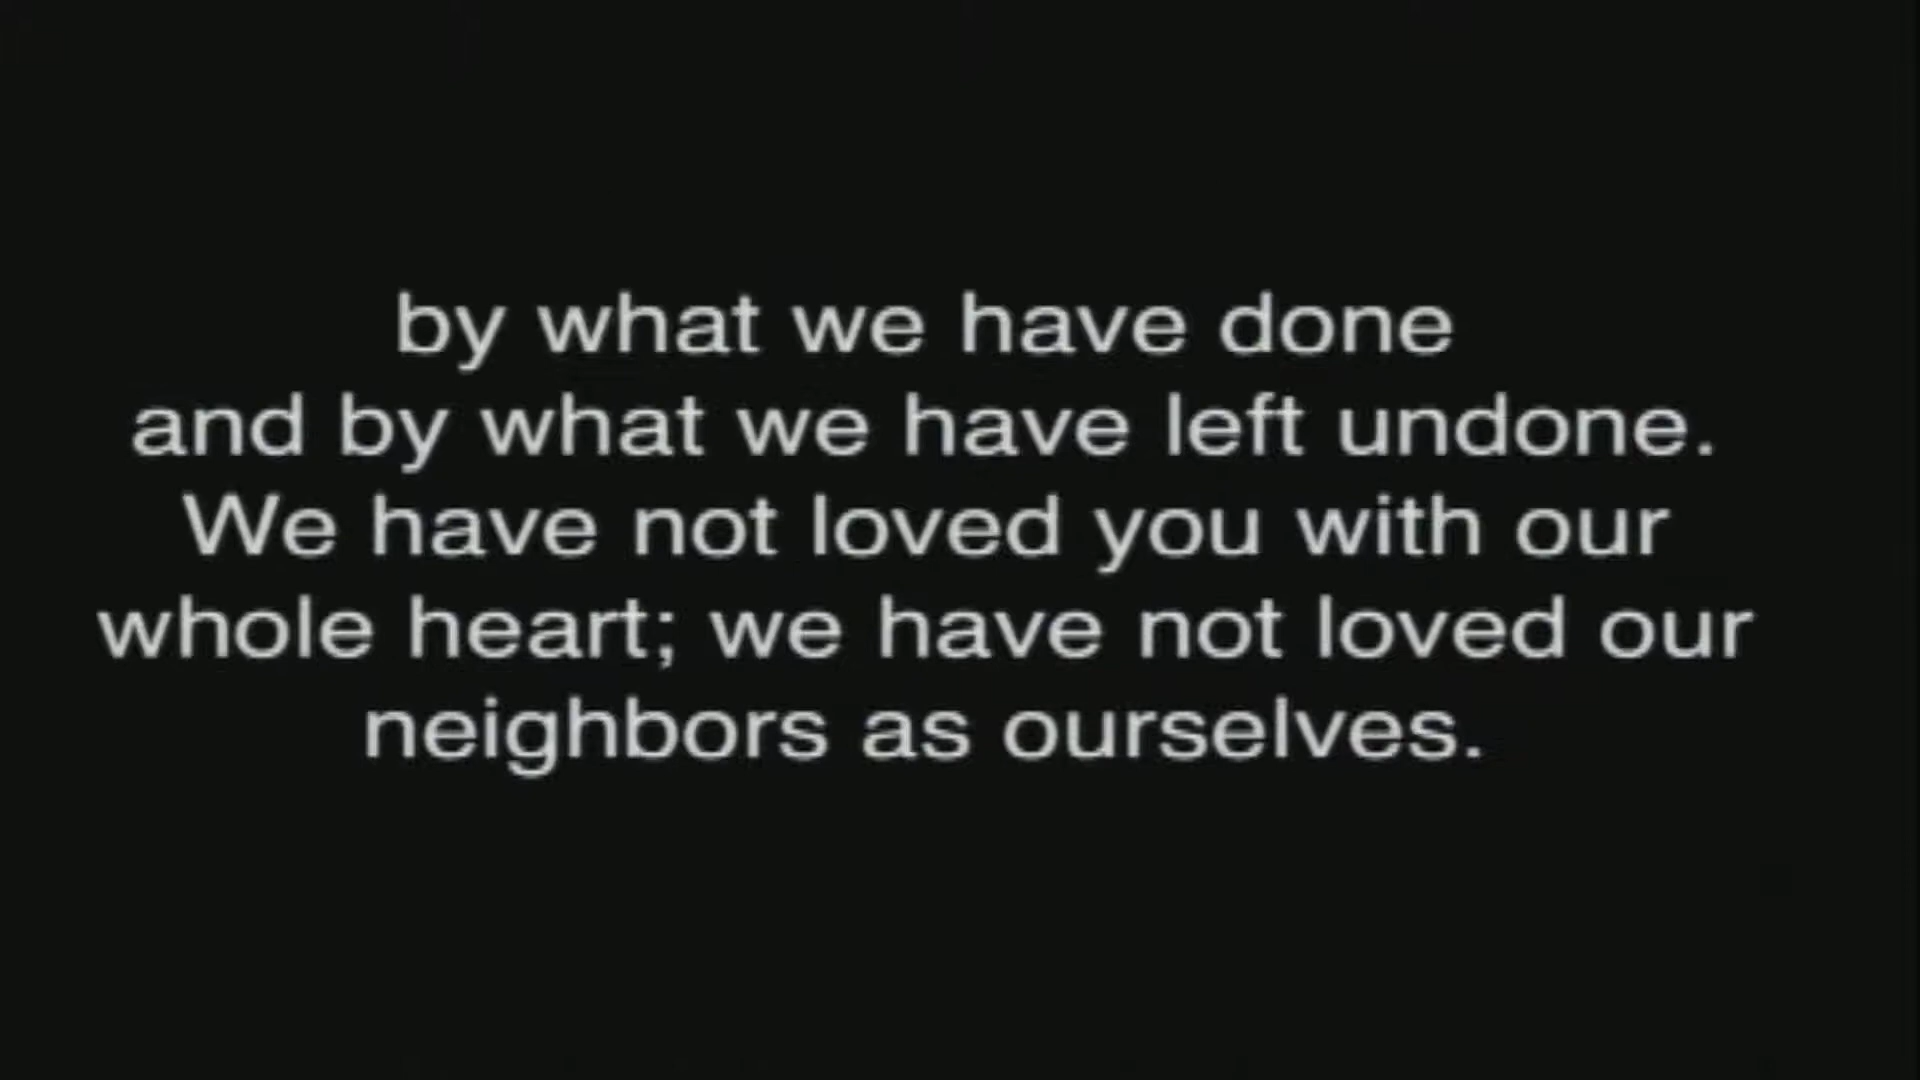 by what we have done
and by what we have left undone.
We have not loved you with our
whole heart; we have not loved our
neighbors as ourselves.